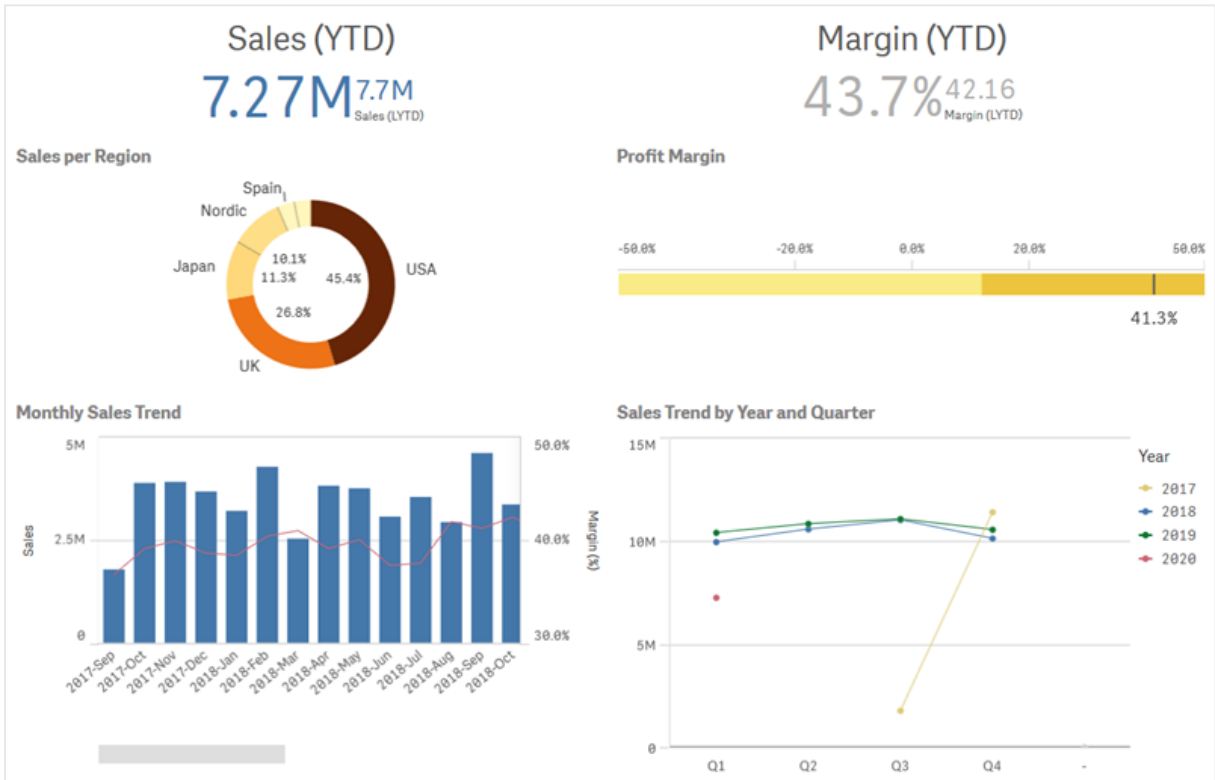 Sales (YTD)
7.27M 7.7M
Sales (LYTD)
Margin (YTD)
43.7% 42.16
Margin (LYTD)
Sales per Region
Spain
Nordic
Japan
USA
UK
10.1%
11.3%
45.4%
26.8%
Profit Margin
-50.0% -20.0% 0.0% 20.0% 50.0%
41.3%
Monthly Sales Trend
5M
2.5M
0
Sales
50.0%
40.0%
30.0%
Margin (%)
2017-Sep 2017-Oct 2017-Nov 2017-Dec 2018-Jan 2018-Feb 2018-Mar 2018-Apr 2018-May 2018-Jun 2018-Jul 2018-Aug 2018-Sep 2018-Oct
Sales Trend by Year and Quarter
15M
10M
5M
0
Q1 Q2 Q3 Q4 -
Year
2017
2018
2019
2020